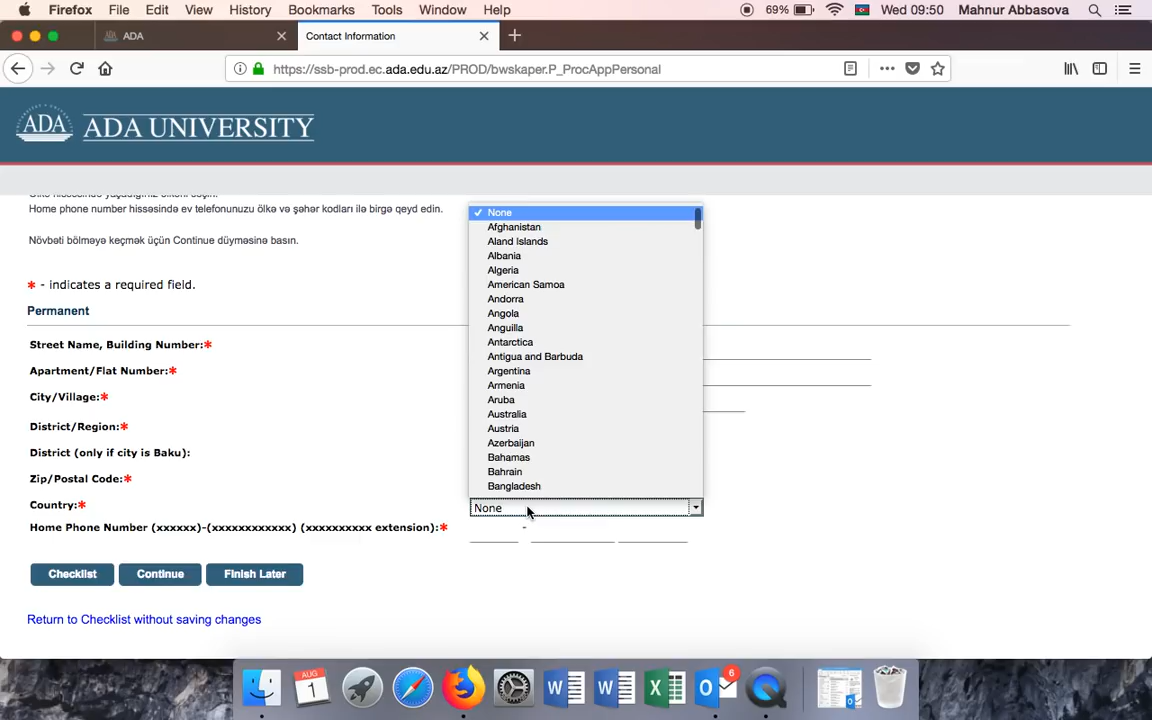 Firefox File Edit View History Bookmarks Tools Window Help 69% Wed 09:50 Mahnur Abbasova
ADA Contact Information
https://ssb-prod.ec.ada.edu.az/PROD/bwskaper.P_ProcAppPersonal
ADA ADA UNIVERSITY
Home phone number hissəsində ev telefonunuzu ölkə və şəhər kodları ilə birgə qeyd edin.
Növbəti bölməyə keçmək üçün Continue düyməsinə basın.
* - indicates a required field.
Permanent
Street Name, Building Number:*
Apartment/Flat Number:*
City/Village:*
District/Region:*
District (only if city is Baku):
Zip/Postal Code:*
Country:*
None
Home Phone Number (xxxxxx)-(xxxxxxxxxxxx) (xxxxxxxxxx extension):*
-
✓ None
Afghanistan
Aland Islands
Albania
Algeria
American Samoa
Andorra
Angola
Anguilla
Antarctica
Antigua and Barbuda
Argentina
Armenia
Aruba
Australia
Austria
Azerbaijan
Bahamas
Bahrain
Bangladesh
Checklist Continue Finish Later
Return to Checklist without saving changes
AUG
1
6